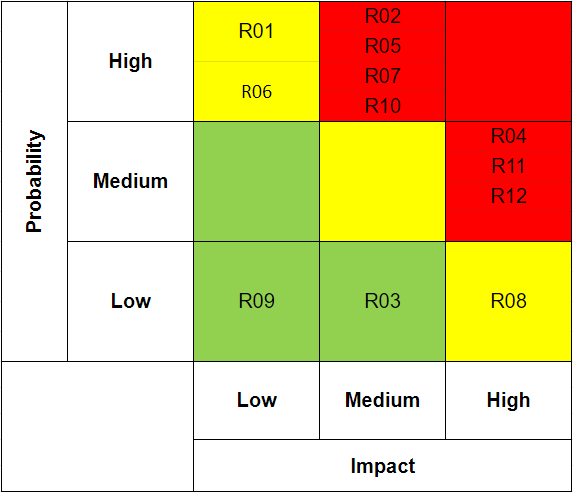 Probability
High
R01
R06
R02
R05
R07
R10
Medium
R04
R11
R12
Low
R09
R03
R08
Low
Medium
High
Impact